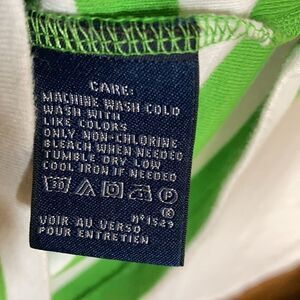 CARE:
MACHINE WASH COLD
WASH WITH
LIKE COLORS
ONLY NON-CHLORINE
BLEACH WHEN NEEDED
TUMBLE DRY LOW
COOL IRON IF NEEDED
P
VOIR AU VERSO
POUR ENTRETIEN